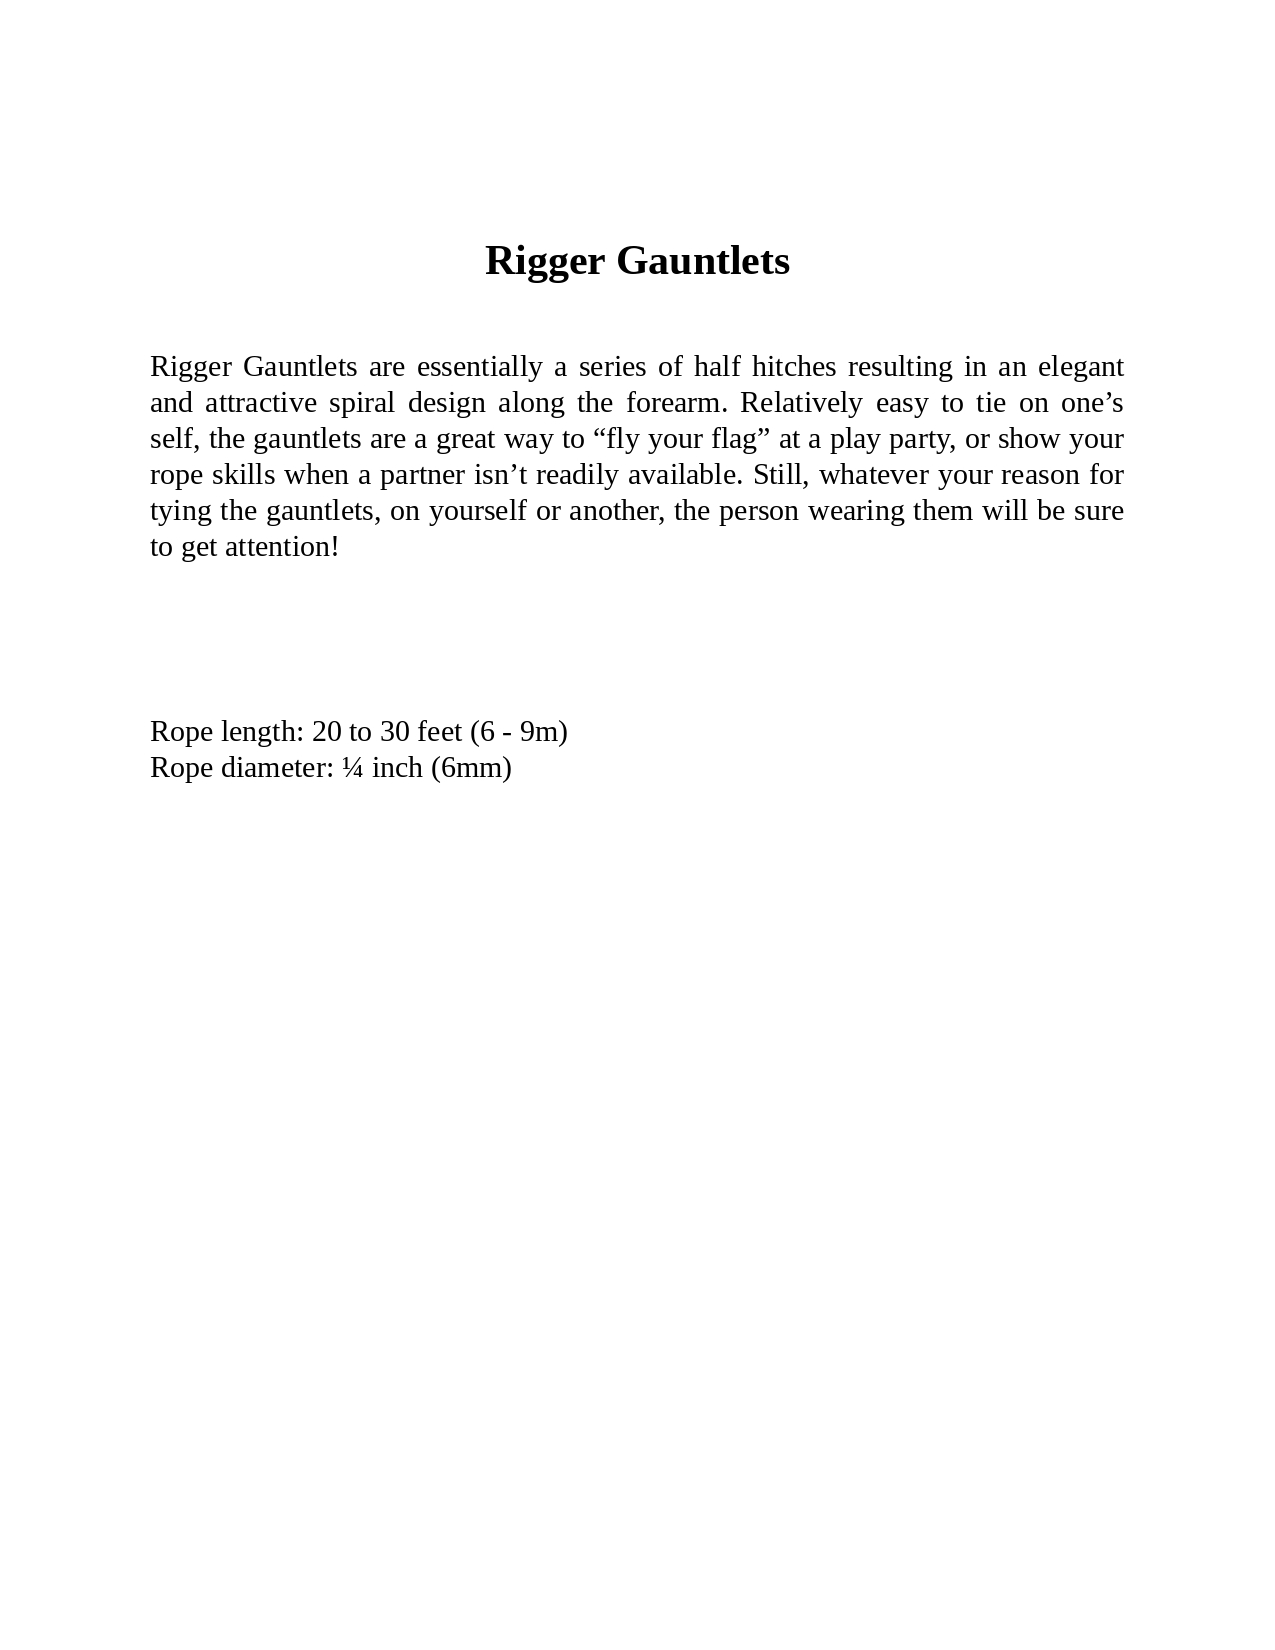 Rigger Gauntlets
Rigger Gauntlets are essentially a series of half hitches resulting in an elegant
and attractive spiral design along the forearm. Relatively easy to tie on one’s
self, the gauntlets are a great way to “fly your flag” at a play party, or show your
rope skills when a partner isn’t readily available. Still, whatever your reason for
tying the gauntlets, on yourself or another, the person wearing them will be sure
to get attention!
Rope length: 20 to 30 feet (6 - 9m)
Rope diameter: ¼ inch (6mm)